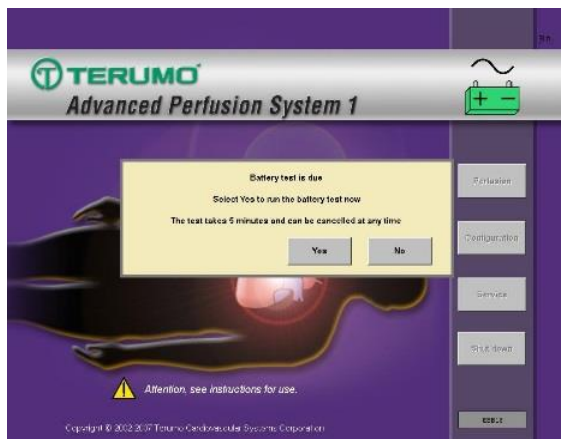 TERUMO
Advanced Perfusion System 1
Battery test is due
Select Yes to run the battery test now
The test takes 5 minutes and can be cancelled at any time
Yes
No
Perfusion
Configuration
Service
Shut down
Attention, see instructions for use.
Copyright © 2002-2007 Terumo Cardiovascular Systems Corporation